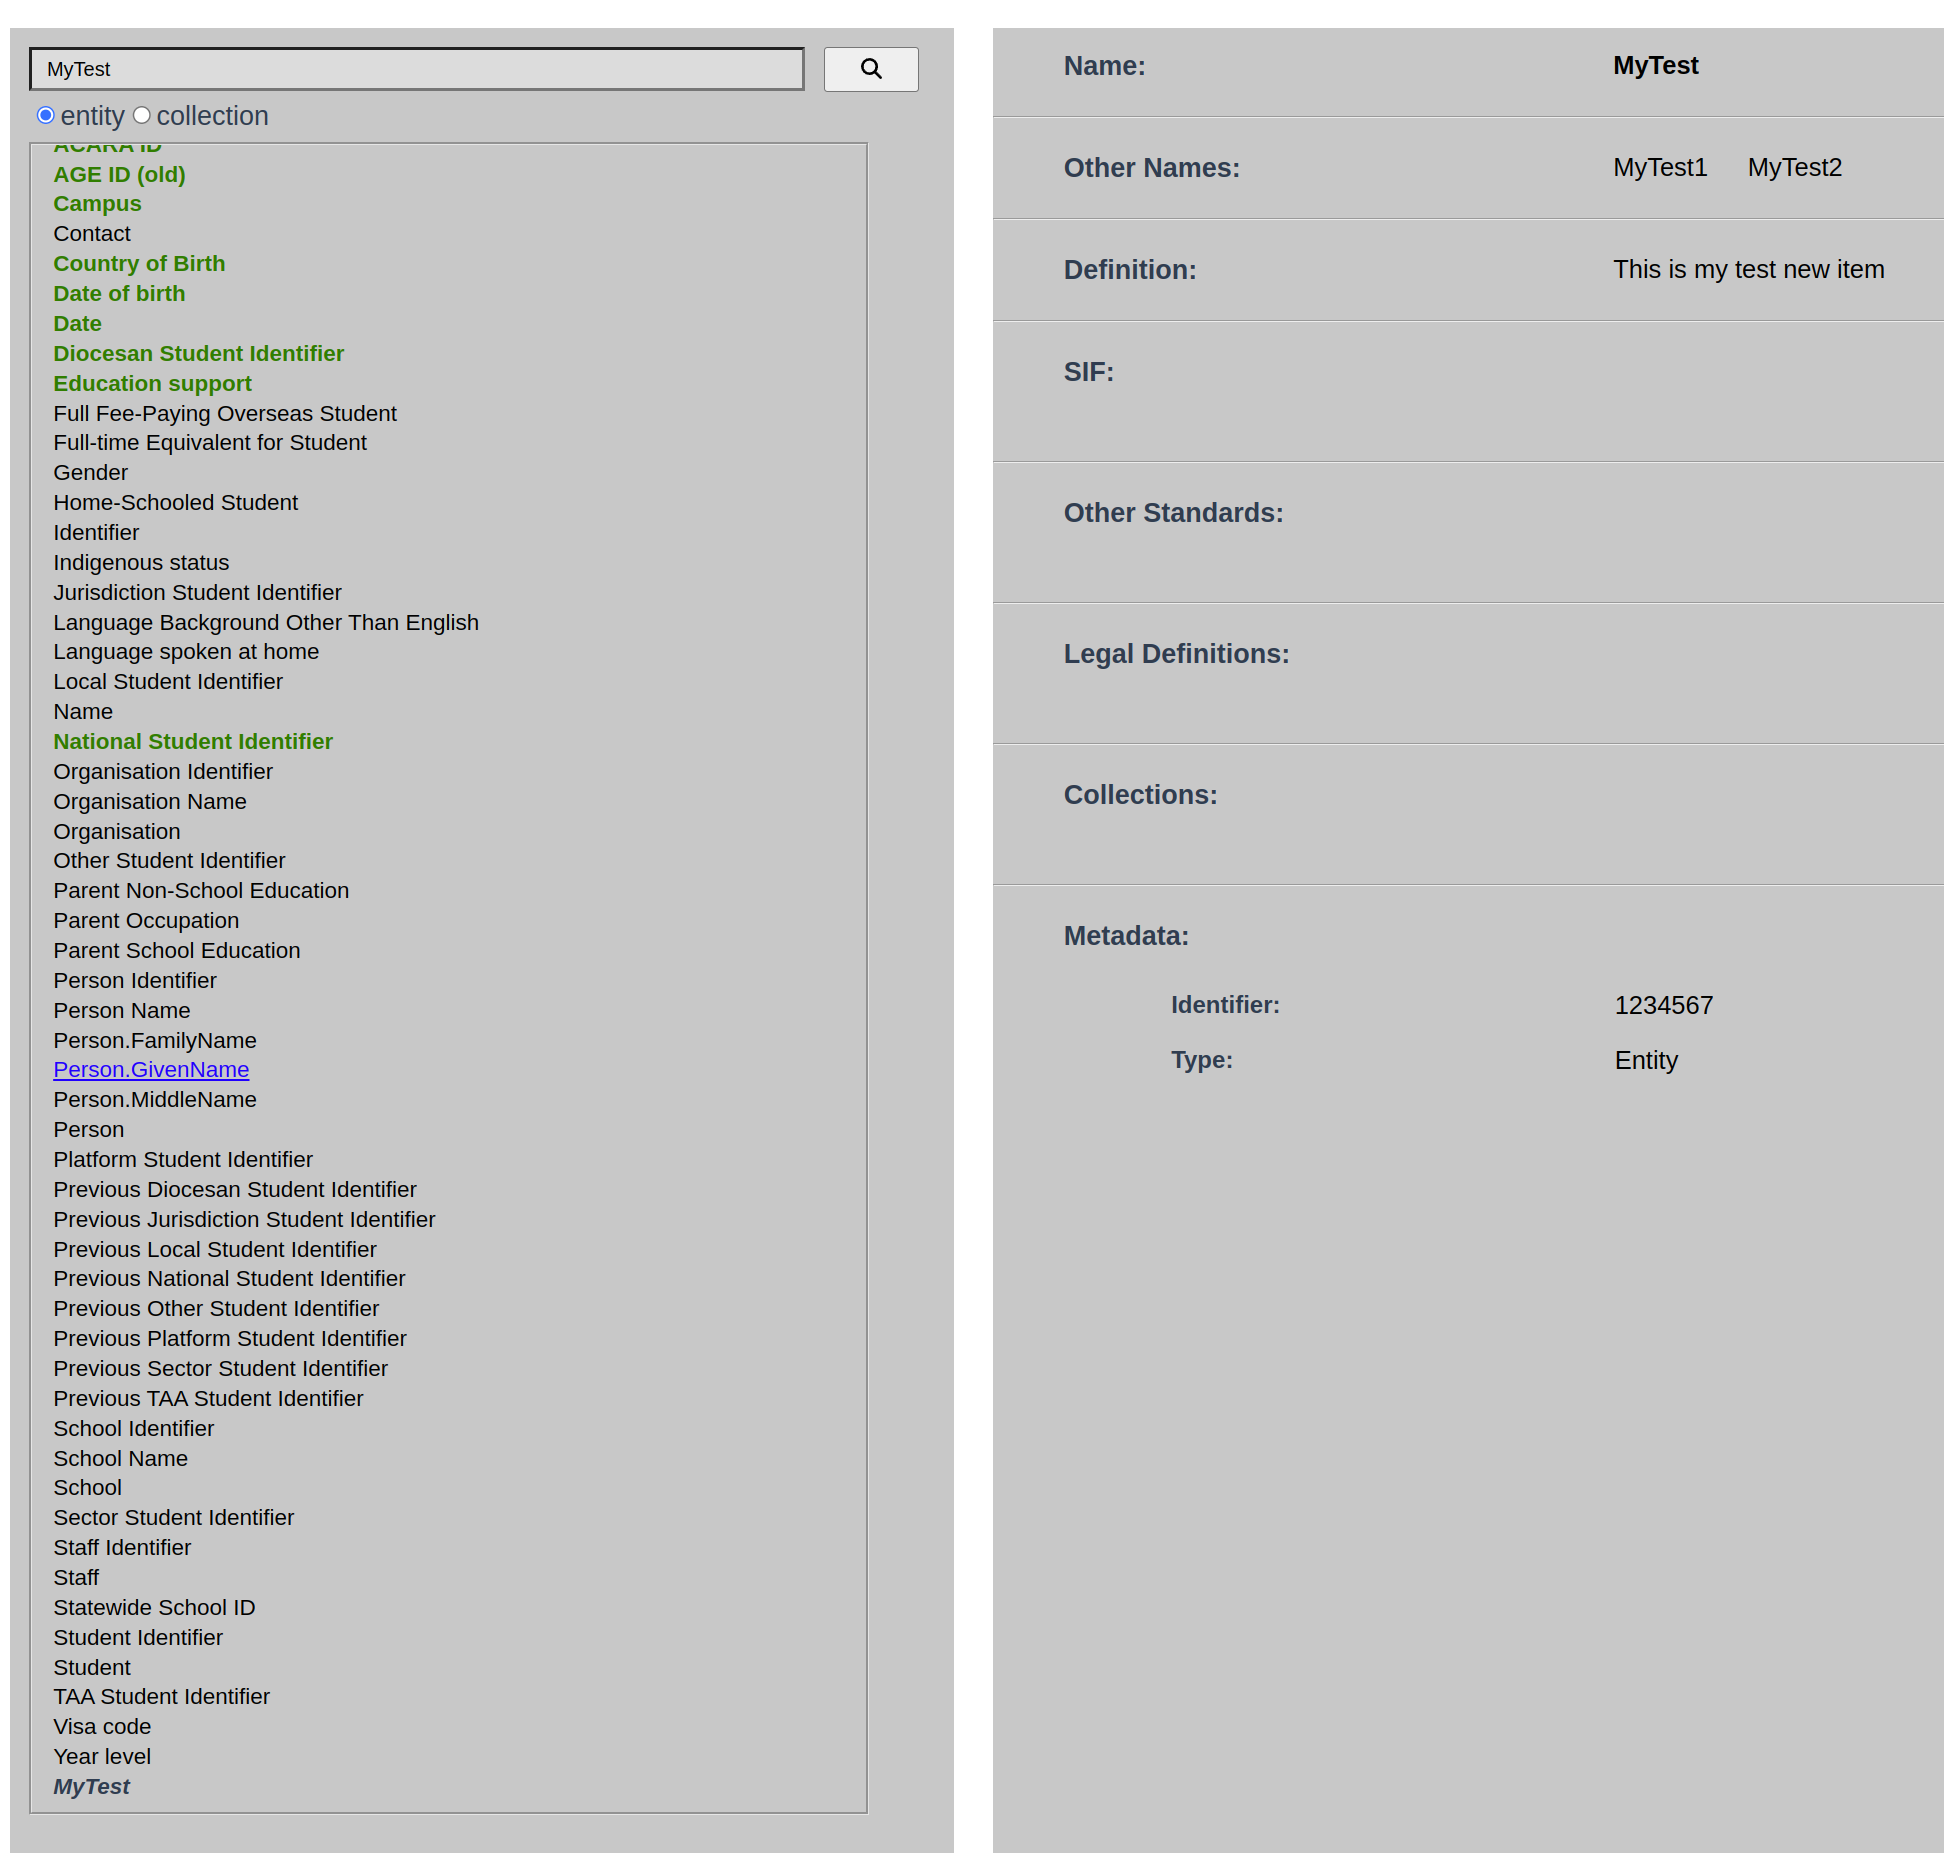 MyTest
entity collection
ACARA ID
AGE ID (old)
Campus
Contact
Country of Birth
Date of birth
Date
Diocesan Student Identifier
Education support
Full Fee-Paying Overseas Student
Full-time Equivalent for Student
Gender
Home-Schooled Student
Identifier
Indigenous status
Jurisdiction Student Identifier
Language Background Other Than English
Language spoken at home
Local Student Identifier
Name
National Student Identifier
Organisation Identifier
Organisation Name
Organisation
Other Student Identifier
Parent Non-School Education
Parent Occupation
Parent School Education
Person Identifier
Person Name
Person.FamilyName
Person.GivenName
Person.MiddleName
Person
Platform Student Identifier
Previous Diocesan Student Identifier
Previous Jurisdiction Student Identifier
Previous Local Student Identifier
Previous National Student Identifier
Previous Other Student Identifier
Previous Platform Student Identifier
Previous Sector Student Identifier
Previous TAA Student Identifier
School Identifier
School Name
School
Sector Student Identifier
Staff Identifier
Staff
Statewide School ID
Student Identifier
Student
TAA Student Identifier
Visa code
Year level
MyTest
Name: MyTest
Other Names: MyTest1 MyTest2
Definition: This is my test new item
SIF:
Other Standards:
Legal Definitions:
Collections:
Metadata:
Identifier: 1234567
Type: Entity